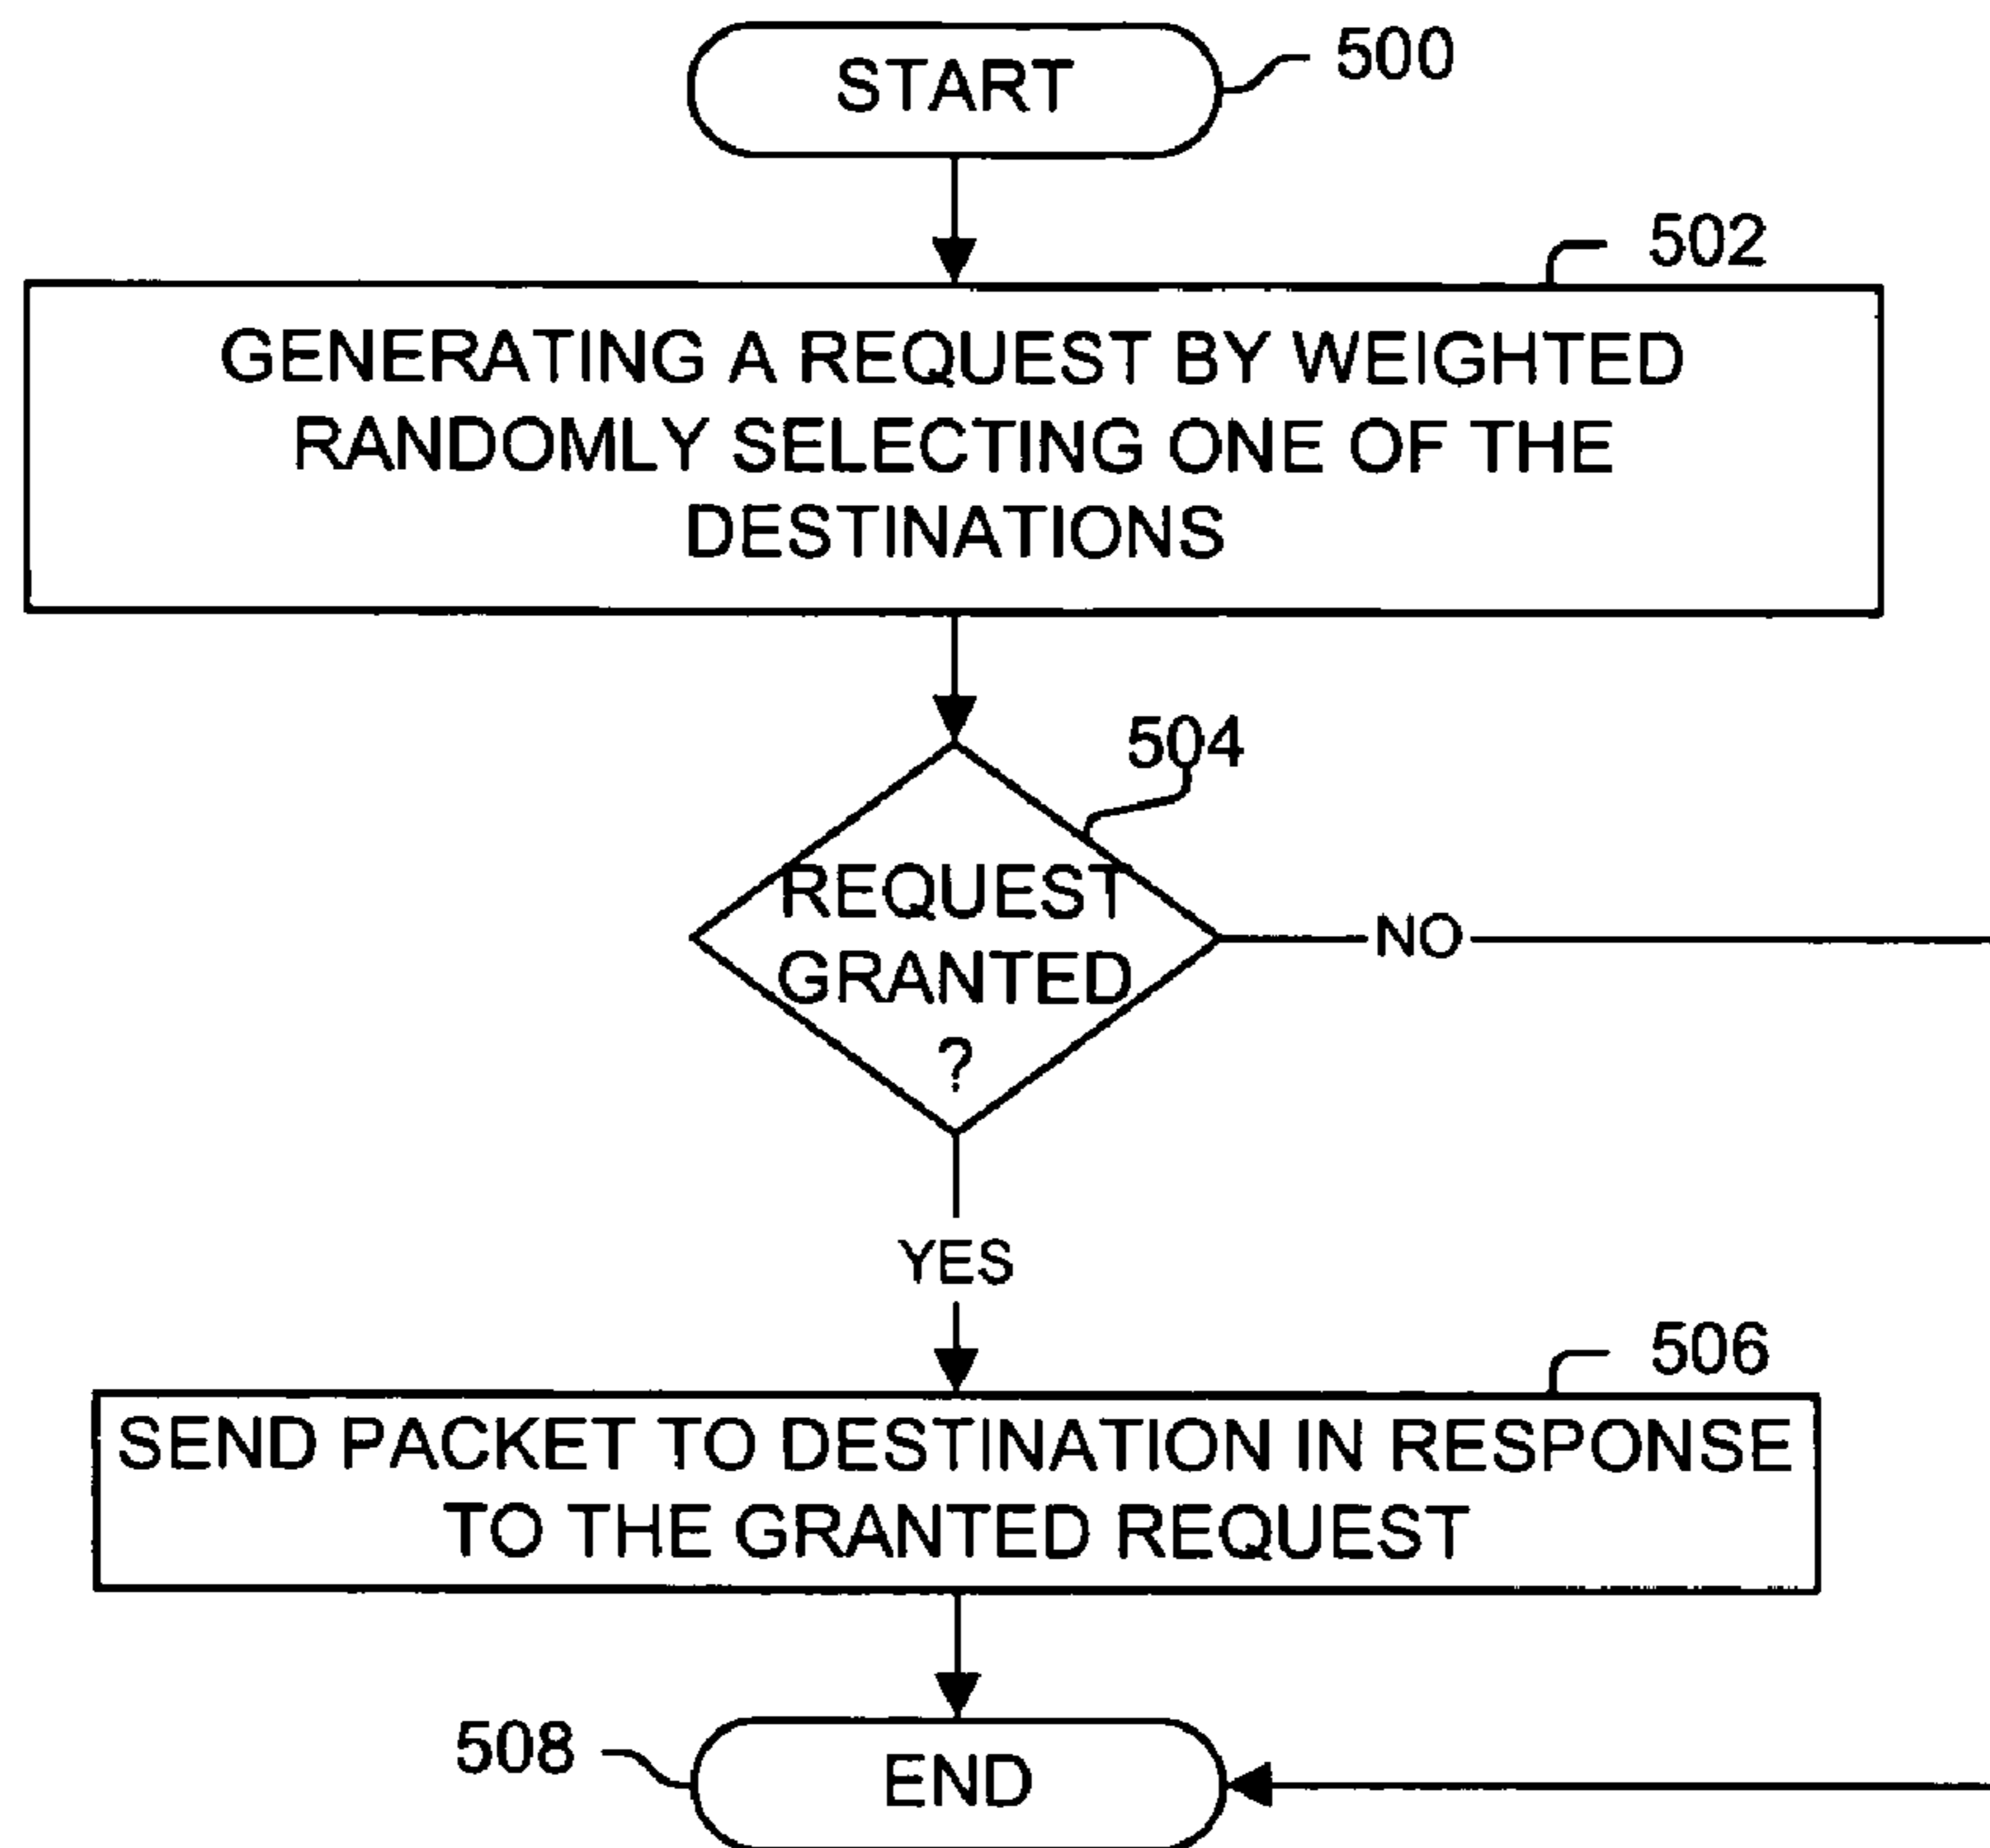 START
500
502
GENERATING A REQUEST BY WEIGHTED
RANDOMLY SELECTING ONE OF THE
DESTINATIONS
504
REQUEST
GRANTED
?
NO
YES
506
SEND PACKET TO DESTINATION IN RESPONSE
TO THE GRANTED REQUEST
508
END